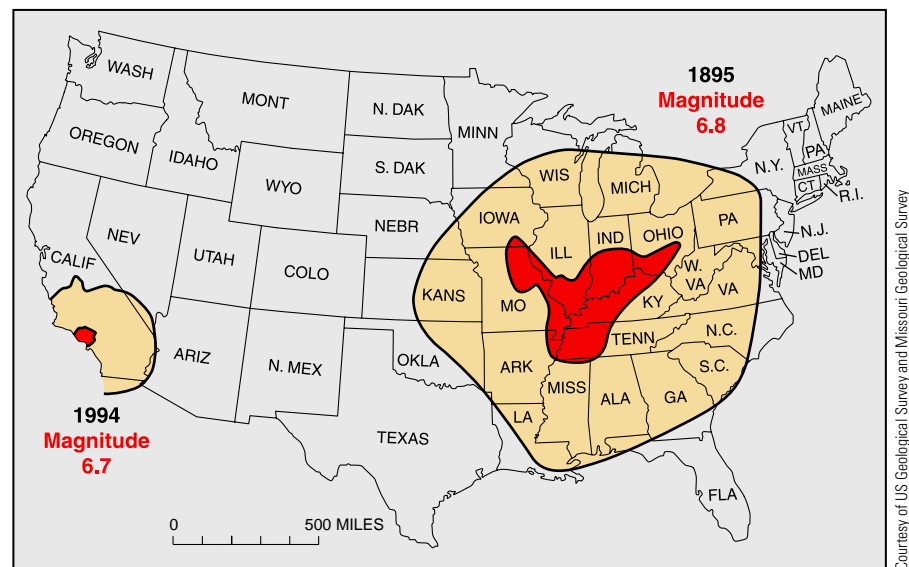 WASH
MONT
N. DAK
MINN
1895
Magnitude
6.8
MAINE
OREGON
IDAHO
S. DAK
WYO
WIS
MICH
N.Y.
VT
PA
MASS
CT
R.I.
NEBR
IOWA
PA
N.J.
NEV
UTAH
COLO
ILL
IND
OHIO
DEL
MD
CALIF
KANS
MO
W.
VA
VA
KY
ARIZ
N. MEX
OKLA
ARK
TENN
N.C.
S.C.
MISS
ALA
GA
LA
1994
Magnitude
6.7
TEXAS
FLA
0
500 MILES
Courtesy of US Geological Survey and Missouri Geological Survey